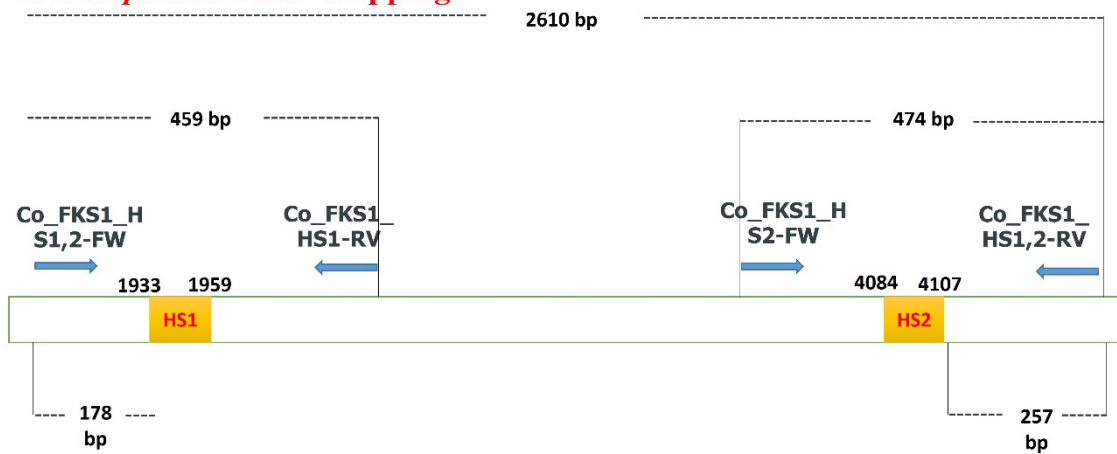 2610 bp
459 bp
474 bp
Co_FKS1_H
S1,2-FW
Co_FKS1_
HS1-RV
Co_FKS1_H
S2-FW
Co_FKS1_
HS1,2-RV
1933 1959
4084 4107
HS1
HS2
178
bp
257
bp